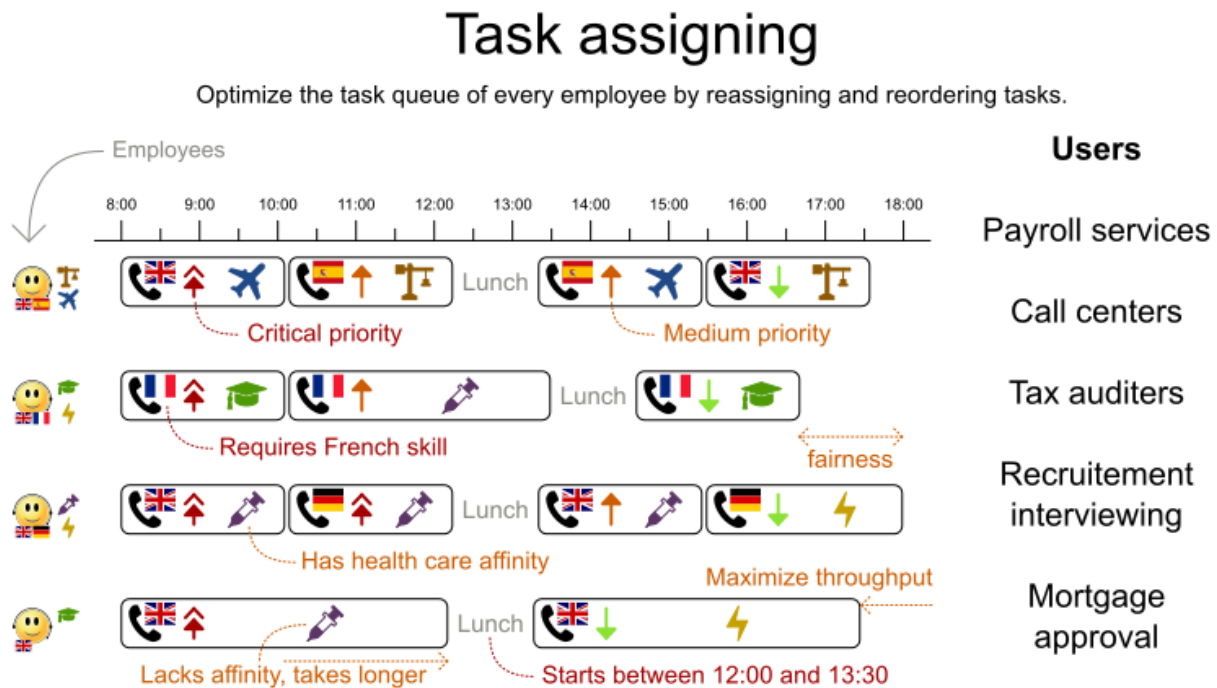 Task assigning
Optimize the task queue of every employee by reassigning and reordering tasks.
Employees
8:00 9:00 10:00 11:00 12:00 13:00 14:00 15:00 16:00 17:00 18:00
Lunch
Critical priority
Medium priority
Lunch
Requires French skill
fairness
Lunch
Has health care affinity
Maximize throughput
Lunch
Lacks affinity, takes longer
Starts between 12:00 and 13:30
Users
Payroll services
Call centers
Tax auditers
Recruitement
interviewing
Mortgage
approval